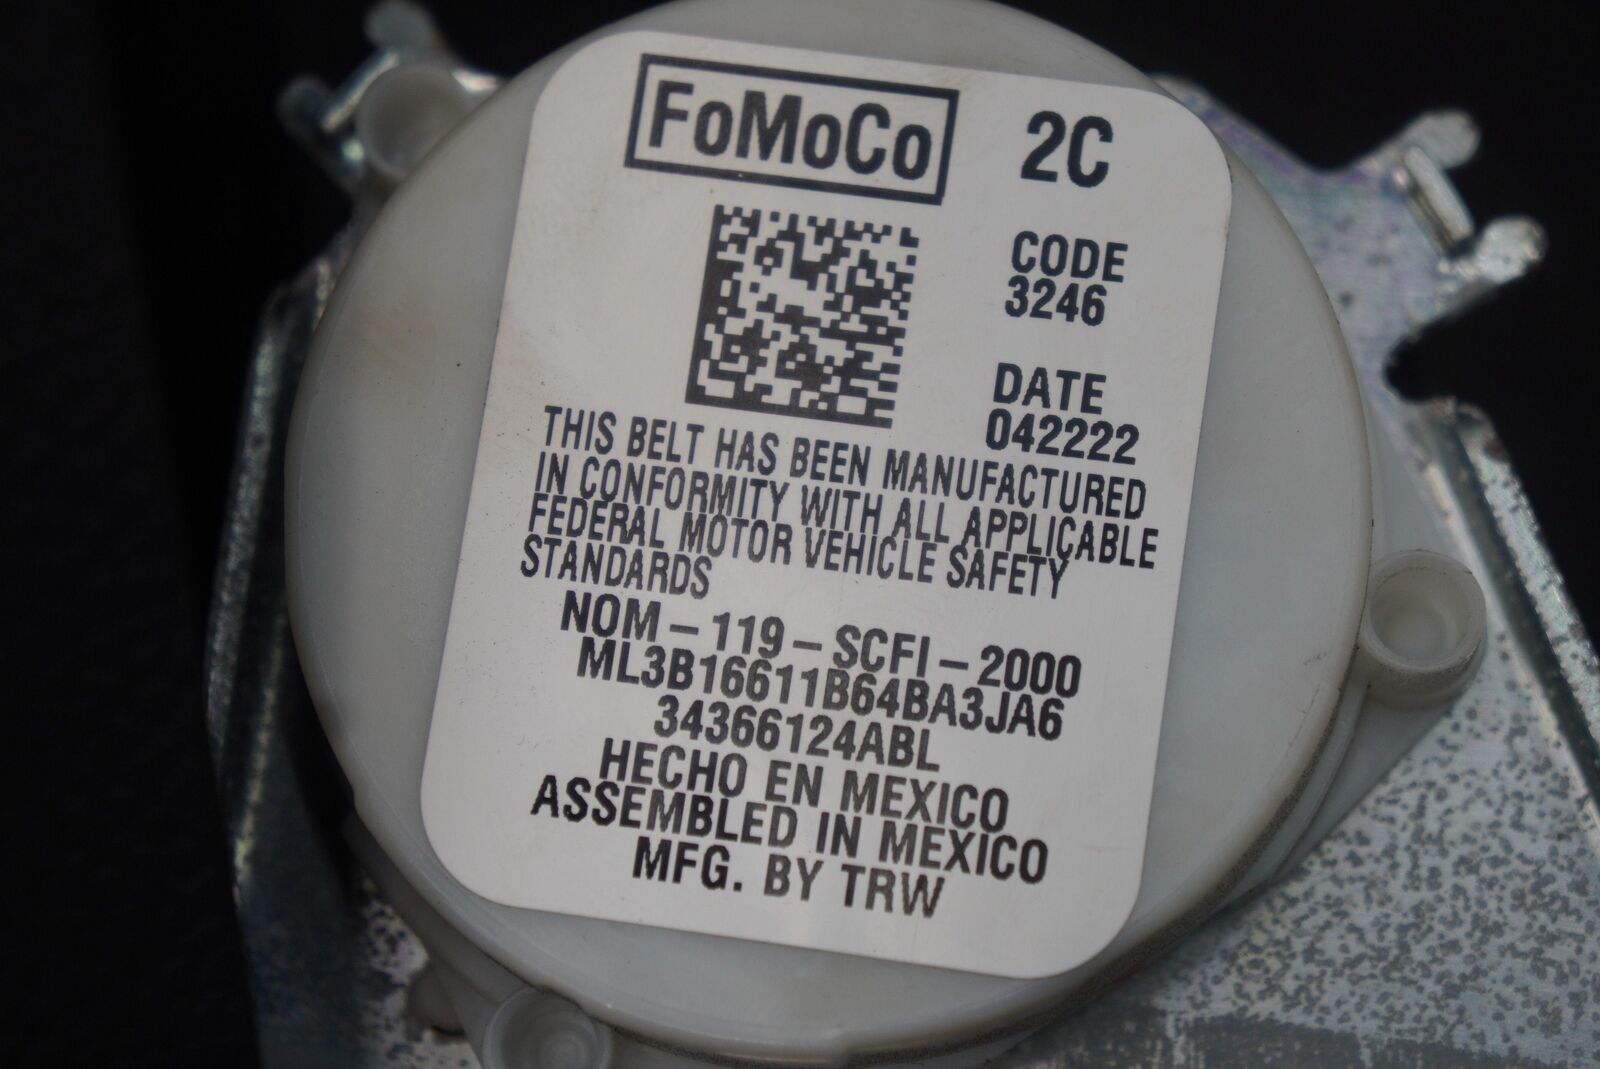 FoMoCo 2C
CODE
3246
DATE
042222
THIS BELT HAS BEEN MANUFACTURED
IN CONFORMITY WITH ALL APPLICABLE
FEDERAL MOTOR VEHICLE SAFETY
STANDARDS
NOM-119-SCFI-2000
ML3B16611B64BA3JA6
34366124ABL
HECHO EN MEXICO
ASSEMBLED IN MEXICO
MFG. BY TRW